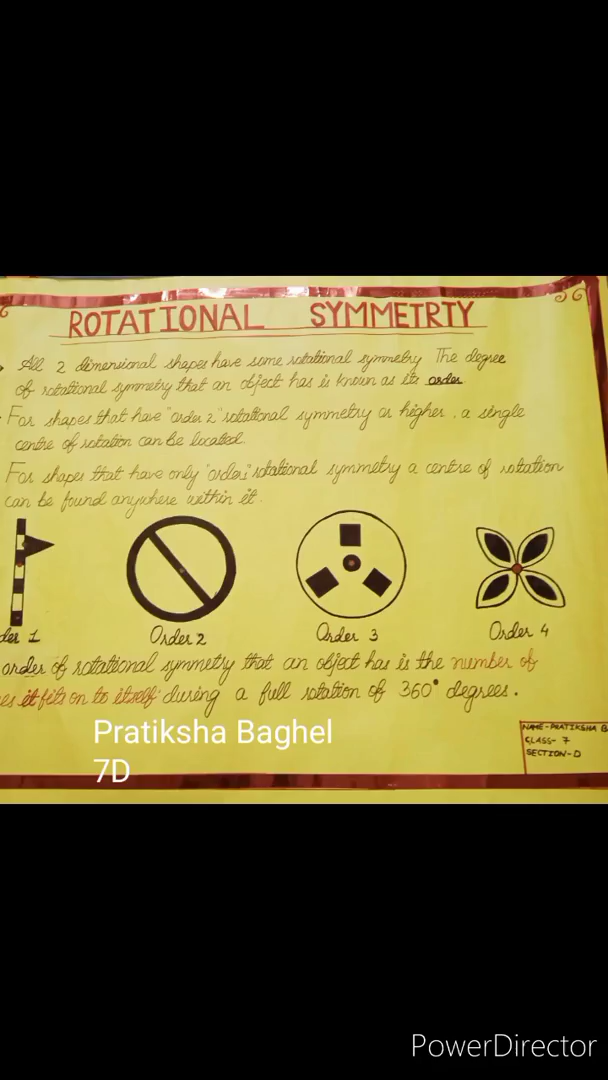 ROTATIONAL SYMMETRTY
All 2 dimensional shapes have some rotational symmetry The degree
of rotational symmetry that an object has is known as its order.
For shapes that have "order 2" rotational symmetry or higher, a single
centre of rotation can be located.
For shapes that have only "order 1" rotational symmetry a centre of rotation
can be found anywhere within it.
der 1
Order 2
Order 3
Order 4
order of rotational symmetry that an object has is the number of
es it fits on to itself during a full rotation of 360° degrees.
Pratiksha Baghel
7D
NAME-PRATIKSHA B
CLASS- 7
SECTION-D
PowerDirector